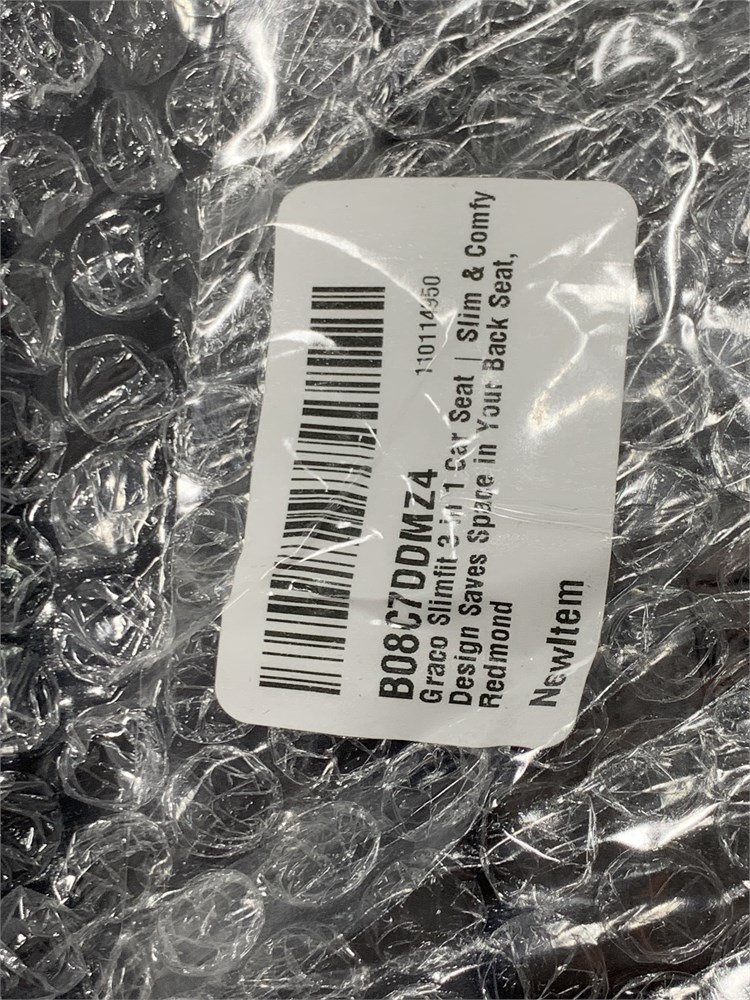 110114950
B08C7DDMZ4
Graco Slimfit 3 in 1 Car Seat | Slim & Comfy
Design Saves Space in Your Back Seat,
Redmond
NewItem